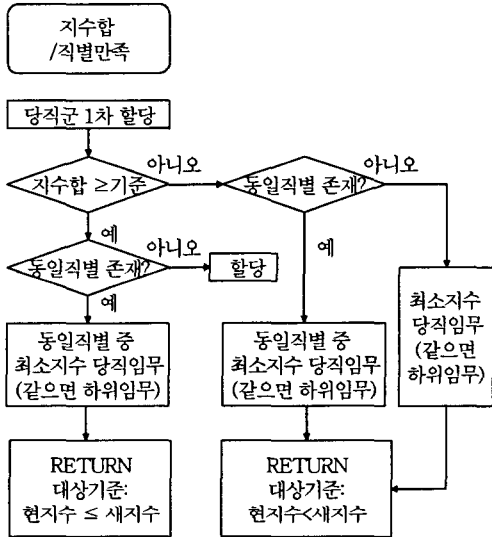 지수합
/직별만족
당직군 1차 할당
지수합 ≥기준
아니오
동일직별 존재?
아니오
예
동일직별 존재?
아니오
할당
예
예
최소지수
당직임무
(같으면
하위임무)
동일직별 중
최소지수 당직임무
(같으면 하위임무)
동일직별 중
최소지수 당직임무
(같으면 하위임무)
RETURN
대상기준:
현지수 ≤ 새지수
RETURN
대상기준:
현지수<새지수